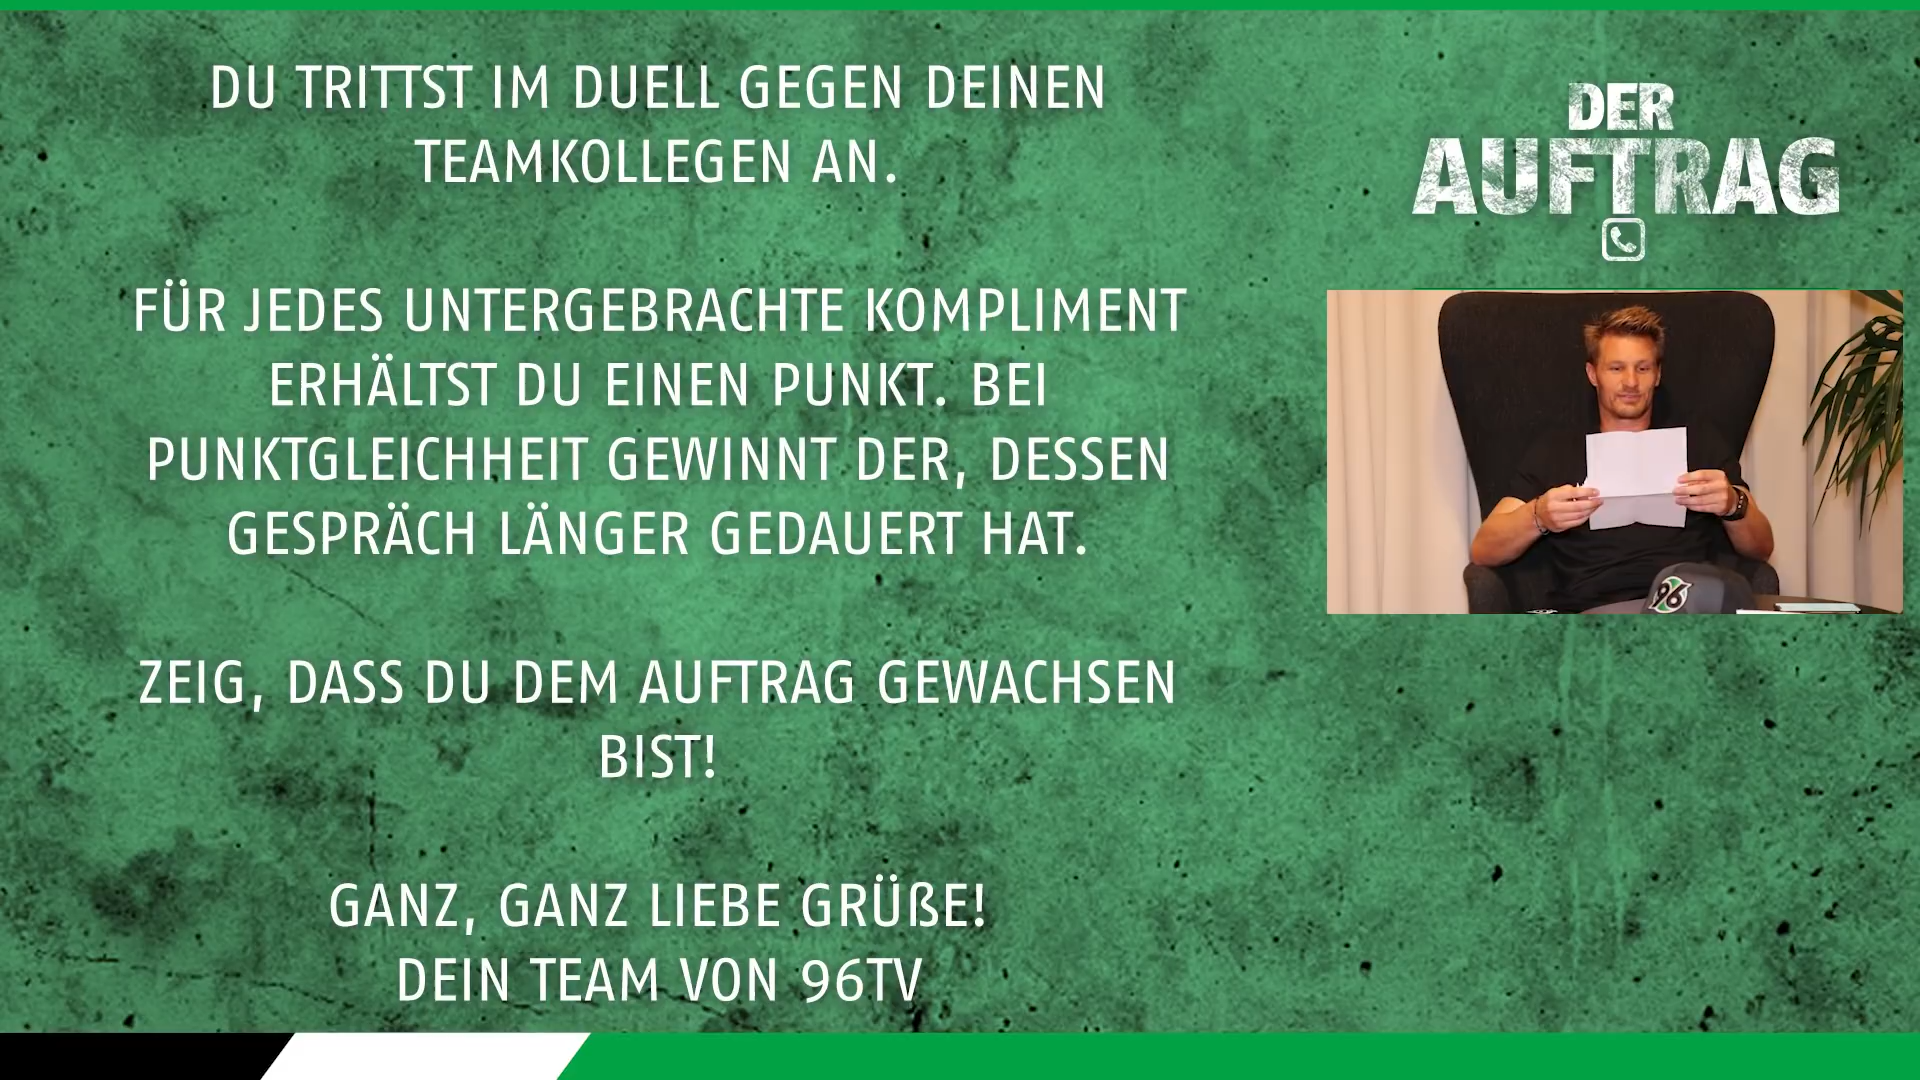 DU TRITTST IM DUELL GEGEN DEINEN
TEAMKOLLEGEN AN.
FÜR JEDES UNTERGEBRACHTE KOMPLIMENT
ERHÄLTST DU EINEN PUNKT. BEI
PUNKTGLEICHHEIT GEWINNT DER, DESSEN
GESPRÄCH LÄNGER GEDAUERT HAT.
ZEIG, DASS DU DEM AUFTRAG GEWACHSEN
BIST!
GANZ, GANZ LIEBE GRÜßE!
DEIN TEAM VON 96TV
DER
AUFTRAG
96